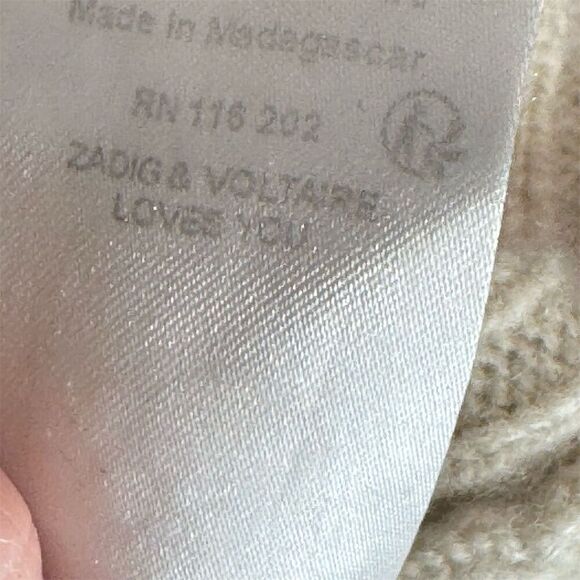 Made in Madagascar
RN 116 202
ZADIG & VOLTAIRE
LOVES YOU